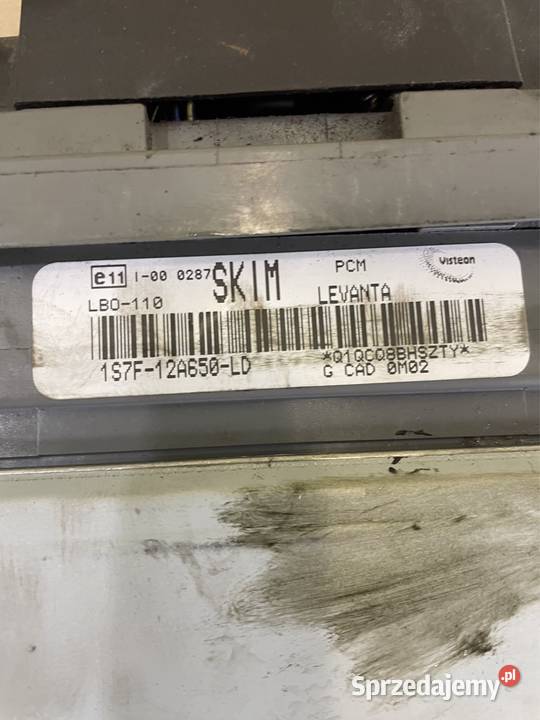 e11 I-00 0287 SKIM PCM Visteon
LBO-110 LEVANTA
1S7F-12A650-LD *Q1QCQ8BHSZTY*
G CAD 0M02
Sprzedajemy.pl